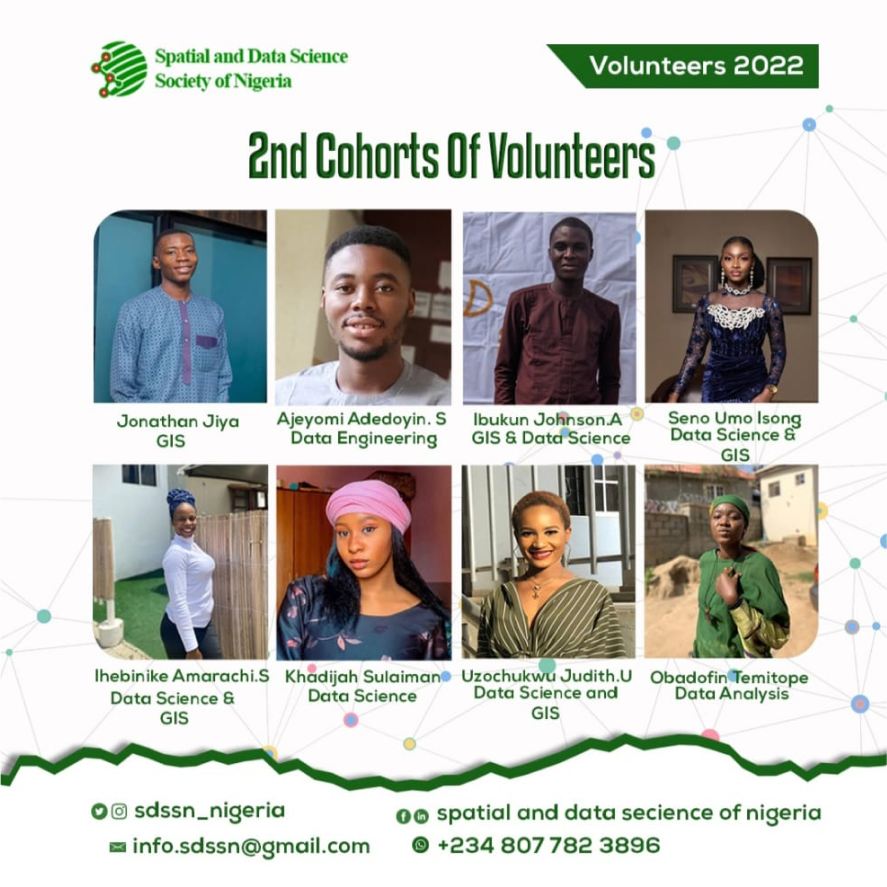 Spatial and Data Science
Society of Nigeria
Volunteers 2022
2nd Cohorts Of Volunteers
Jonathan Jiya
GIS
Ajeyomi Adedoyin. S
Data Engineering
Ibukun Johnson.A
GIS & Data Science
Seno Umo Isong
Data Science &
GIS
Ihebinike Amarachi.S
Data Science &
GIS
Khadijah Sulaiman
Data Science
Uzochukwu Judith.U
Data Science and
GIS
Obadofin Temitope
Data Analysis
sdssn_nigeria
spatial and data secience of nigeria
info.sdssn@gmail.com
+234 807 782 3896